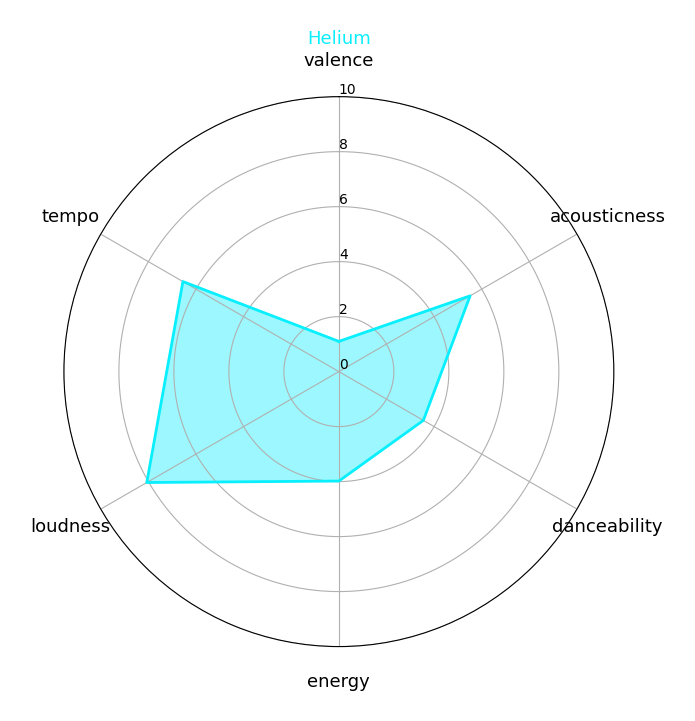 Helium
valence
10
8
6
4
2
0
tempo
acousticness
loudness
danceability
energy